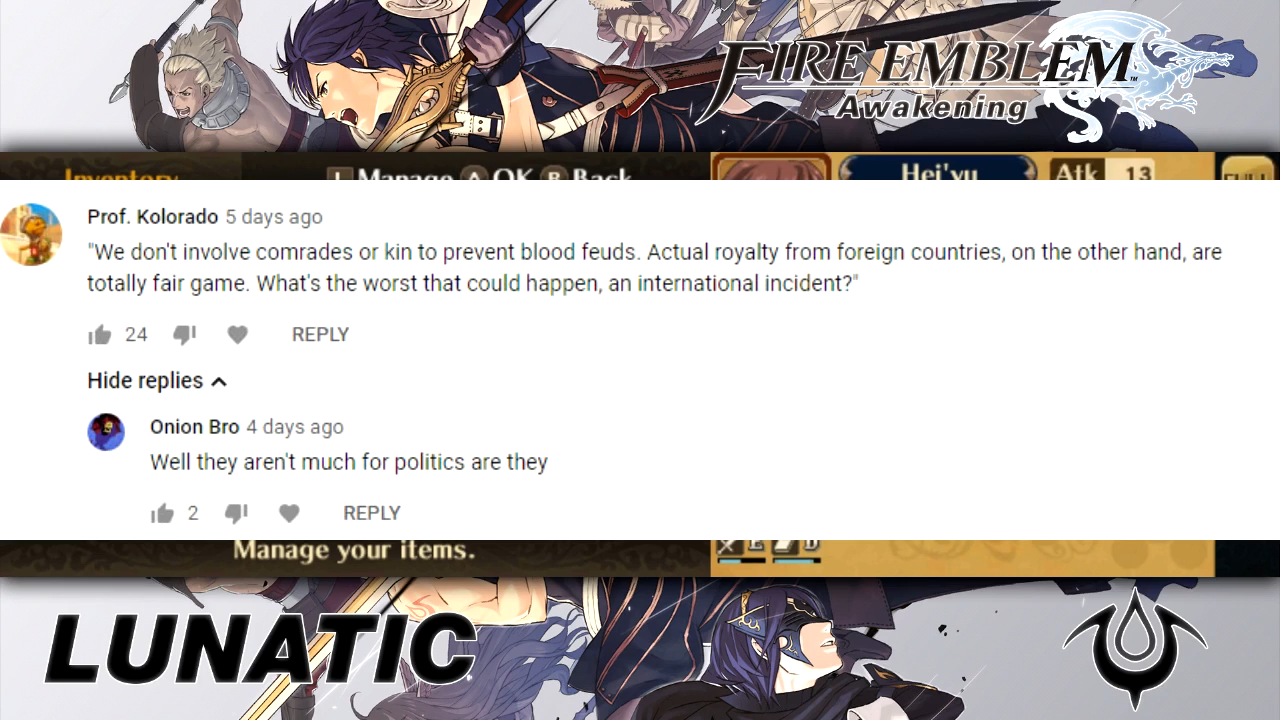 FIRE EMBLEM™
Awakening
Inventory
L Manage A OK B Back
Hei'yu
Atk 13
Prof. Kolorado 5 days ago
"We don't involve comrades or kin to prevent blood feuds. Actual royalty from foreign countries, on the other hand, are
totally fair game. What's the worst that could happen, an international incident?"
24 REPLY
Hide replies
Onion Bro 4 days ago
Well they aren't much for politics are they
2 REPLY
Manage your items.
E D
LUNATIC